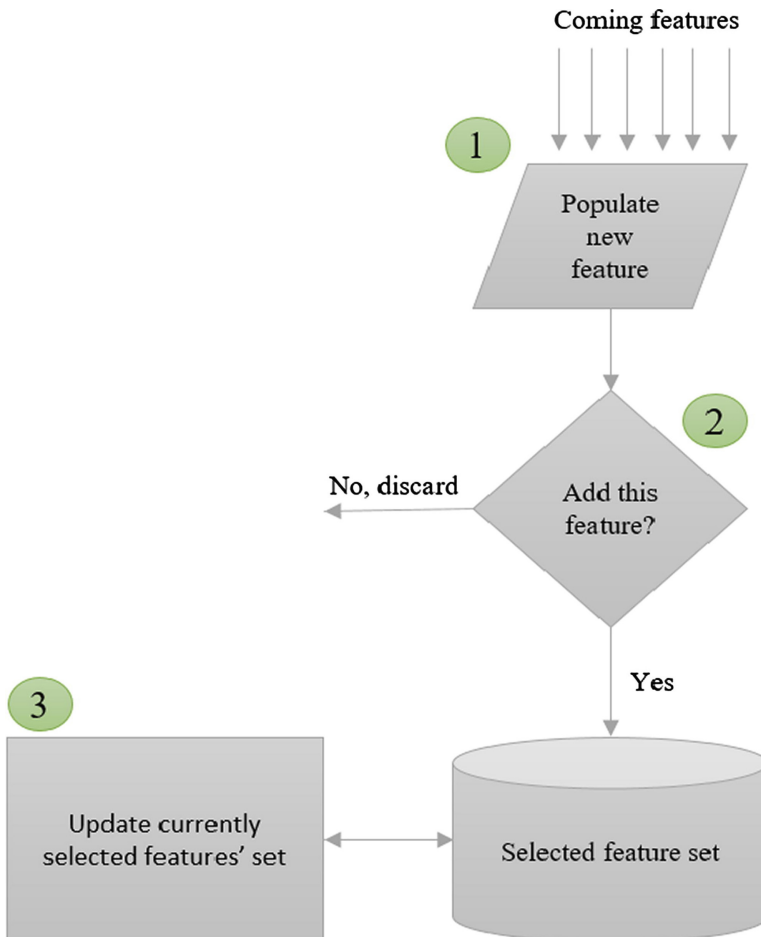 Coming features
1
Populate
new
feature
2
Add this
feature?
No, discard
Yes
3
Update currently
selected features’ set
Selected feature set